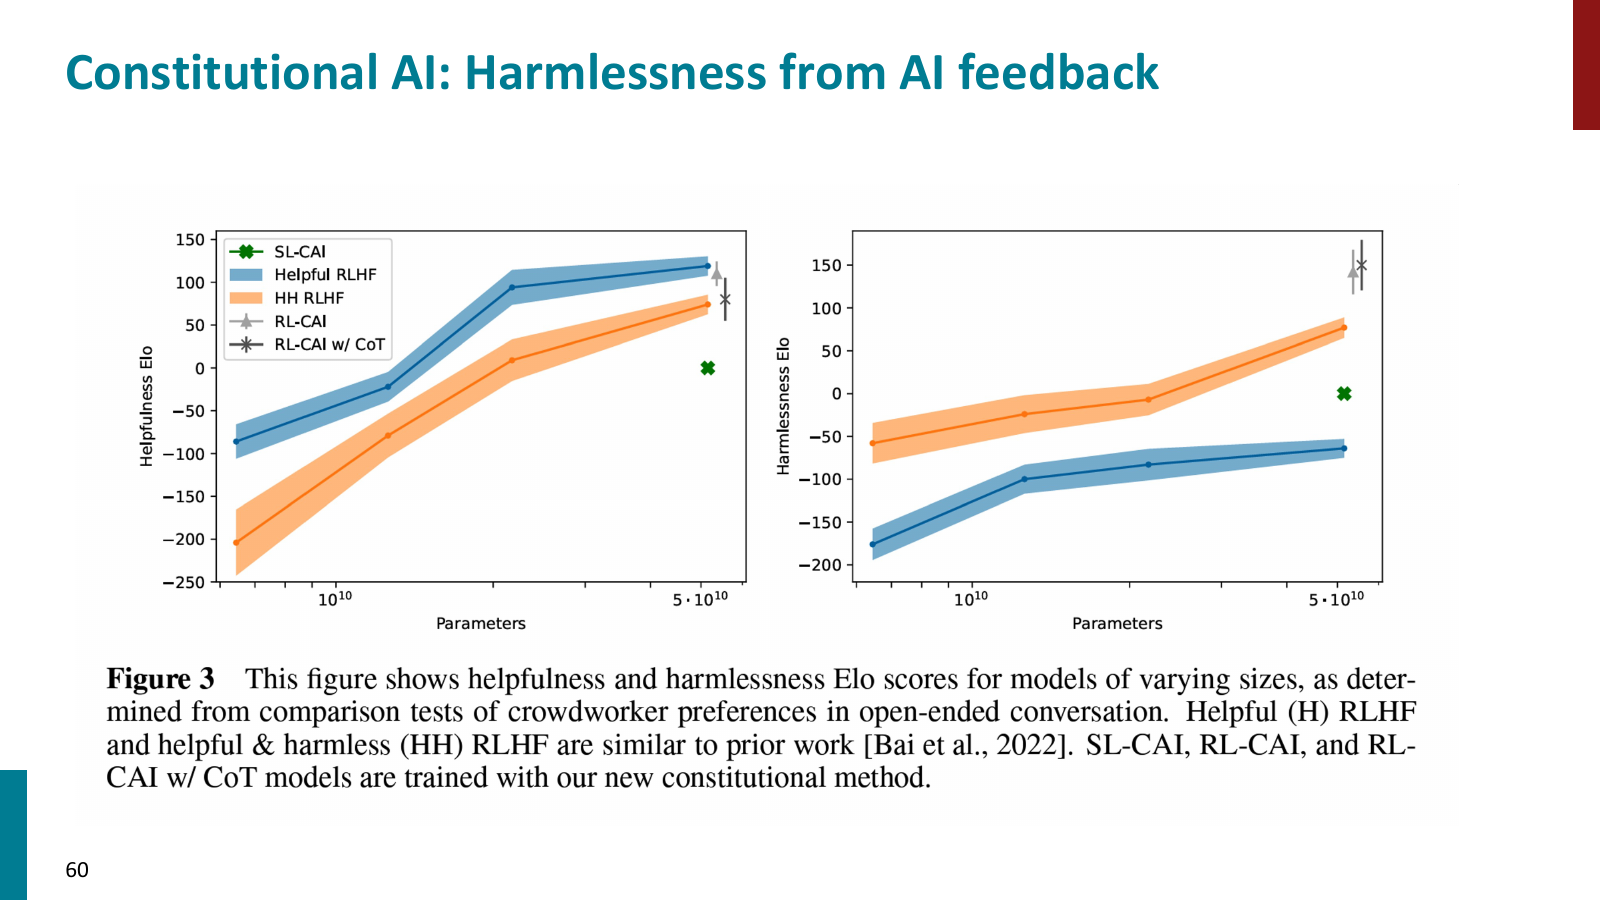 Constitutional AI: Harmlessness from AI feedback
150
100
50
0
−50
−100
−150
−200
−250
Helpfulness Elo
SL-CAI
Helpful RLHF
HH RLHF
RL-CAI
RL-CAI w/ CoT
10¹⁰
5·10¹⁰
Parameters
150
100
50
0
−50
−100
−150
−200
Harmlessness Elo
10¹⁰
5·10¹⁰
Parameters
Figure 3 This figure shows helpfulness and harmlessness Elo scores for models of varying sizes, as deter-
mined from comparison tests of crowdworker preferences in open-ended conversation. Helpful (H) RLHF
and helpful & harmless (HH) RLHF are similar to prior work [Bai et al., 2022]. SL-CAI, RL-CAI, and RL-
CAI w/ CoT models are trained with our new constitutional method.
60